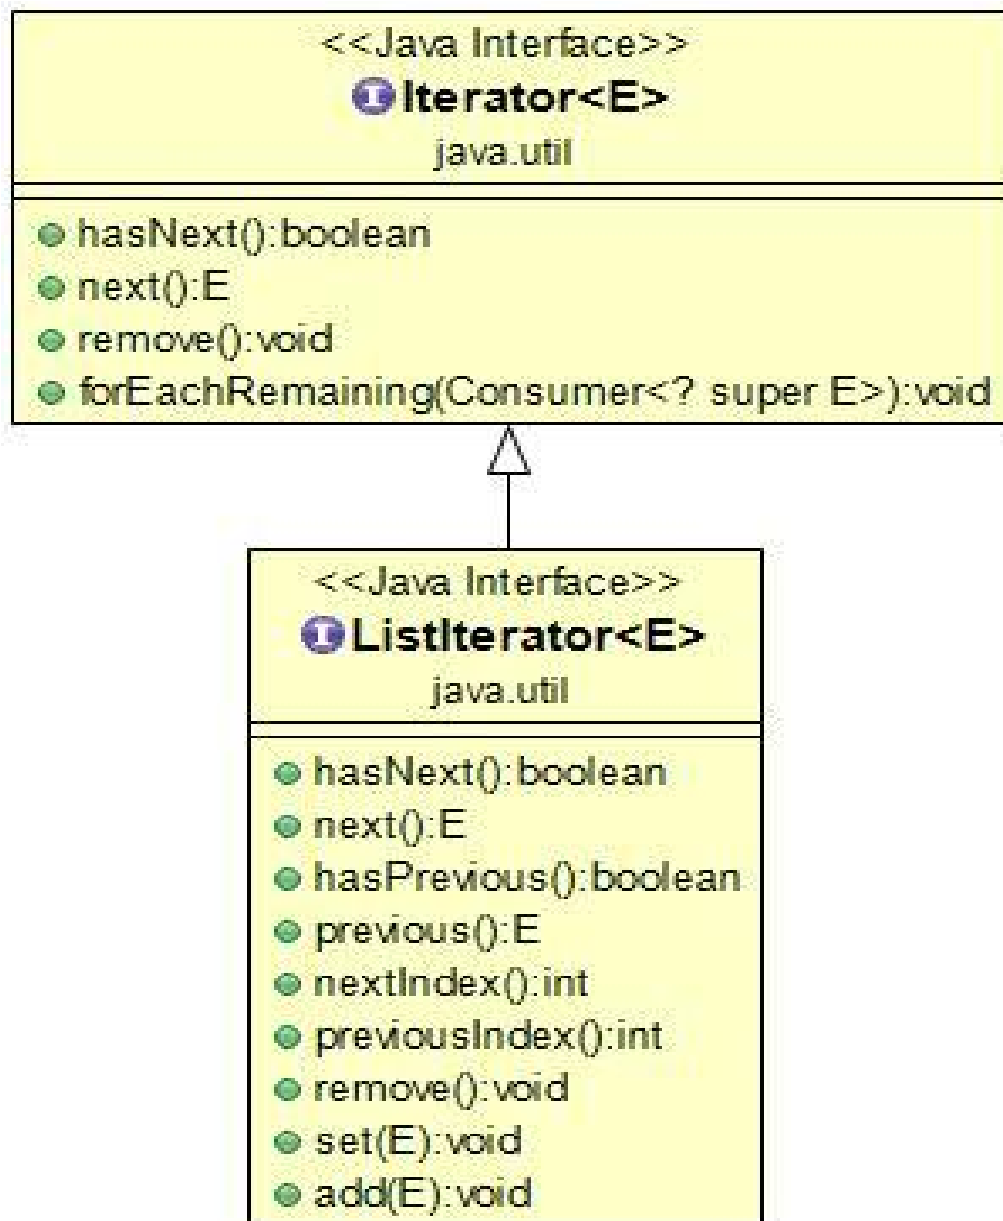 <<Java Interface>>
Iterator<E>
java.util
hasNext():boolean
next():E
remove():void
forEachRemaining(Consumer<? super E>):void
<<Java Interface>>
ListIterator<E>
java.util
hasNext():boolean
next():E
hasPrevious():boolean
previous():E
nextIndex():int
previousIndex():int
remove():void
set(E):void
add(E):void